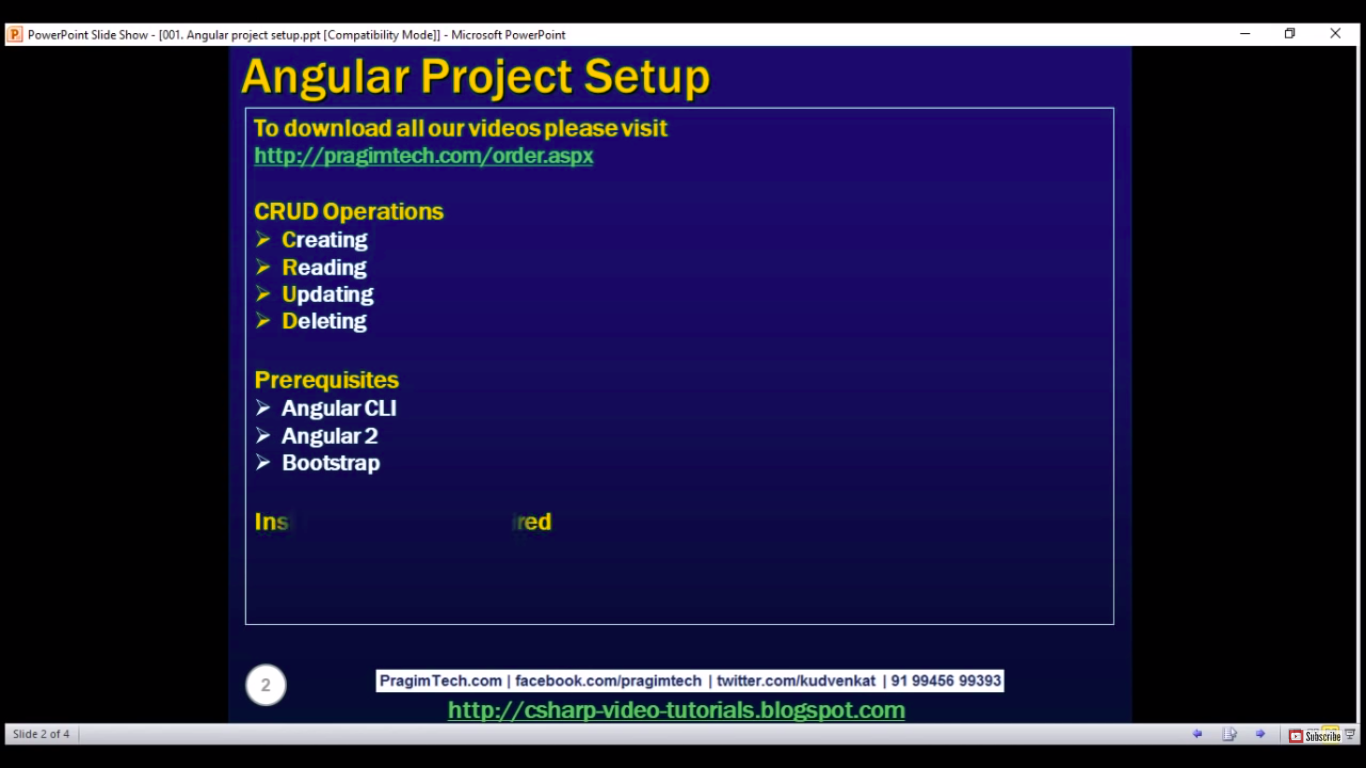 PowerPoint Slide Show - [001. Angular project setup.ppt [Compatibility Mode]] - Microsoft PowerPoint
Angular Project Setup
To download all our videos please visit
http://pragimtech.com/order.aspx
CRUD Operations
Creating
Reading
Updating
Deleting
Prerequisites
Angular CLI
Angular 2
Bootstrap
2
PragimTech.com | facebook.com/pragimtech | twitter.com/kudvenkat | 91 99456 99393
http://csharp-video-tutorials.blogspot.com
Slide 2 of 4
Subscribe